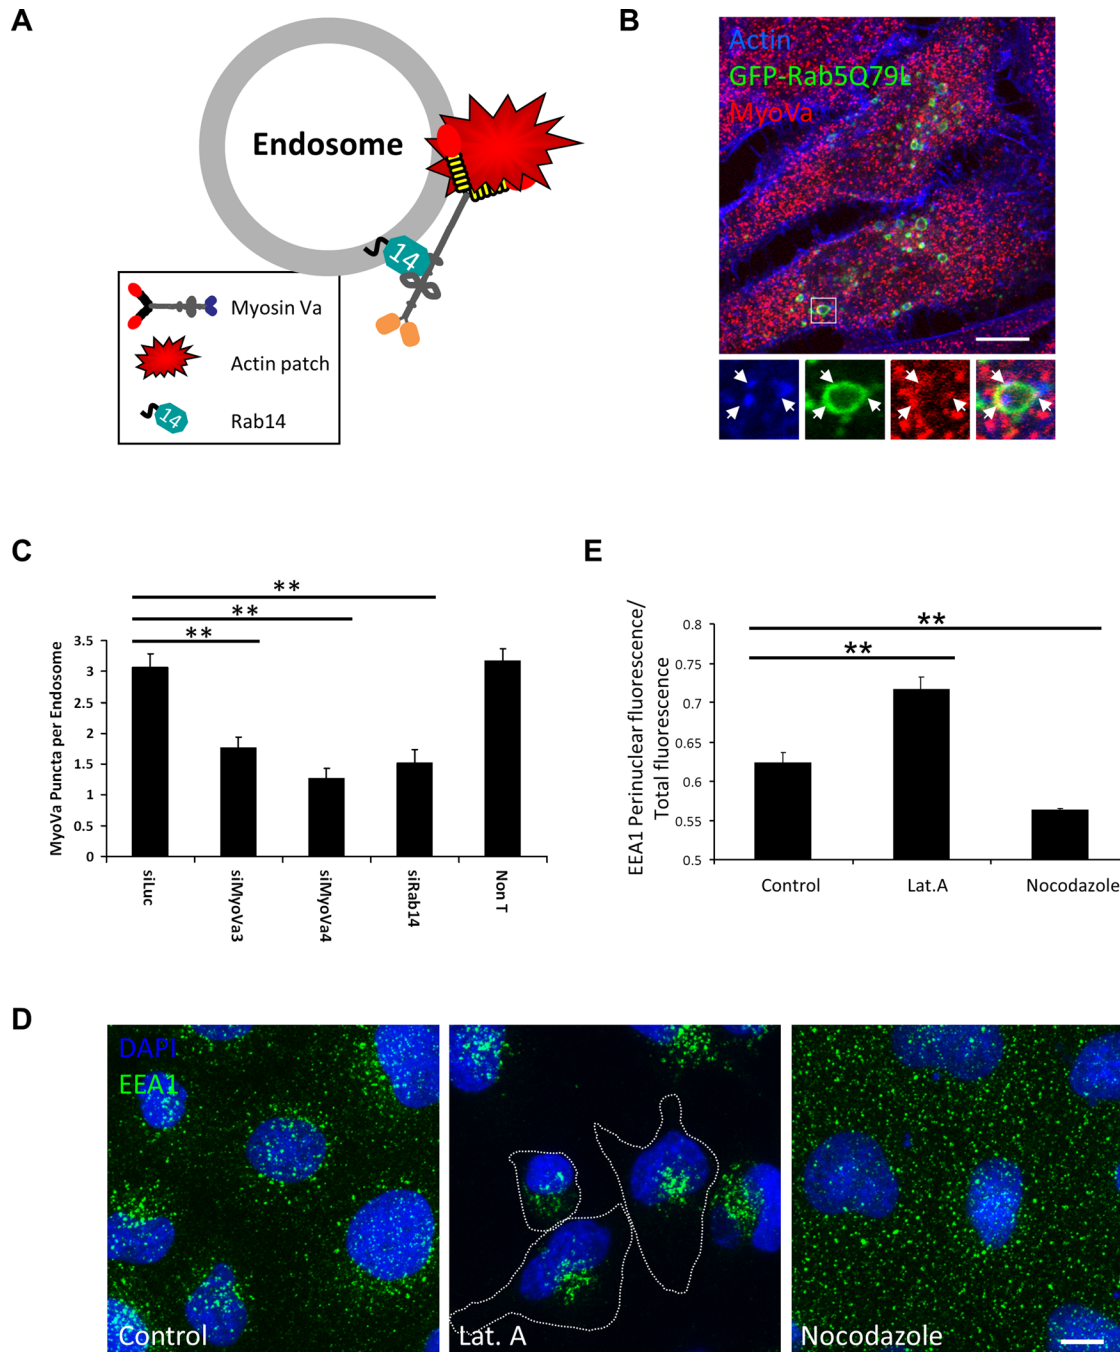 A
Endosome
14
14
Myosin Va
Actin patch
Rab14
B
Actin
GFP-Rab5Q79L
MyoVa
C
**
**
**
MyoVa Puncta per Endosome
3.5
3
2.5
2
1.5
1
0.5
0
siLuc
siMyoVa3
siMyoVa4
siRab14
Non T
E
**
**
EEA1 Perinuclear fluorescence/
Total fluorescence
0.8
0.75
0.7
0.65
0.6
0.55
0.5
Control
Lat.A
Nocodazole
D
DAPI
EEA1
Control
Lat. A
Nocodazole